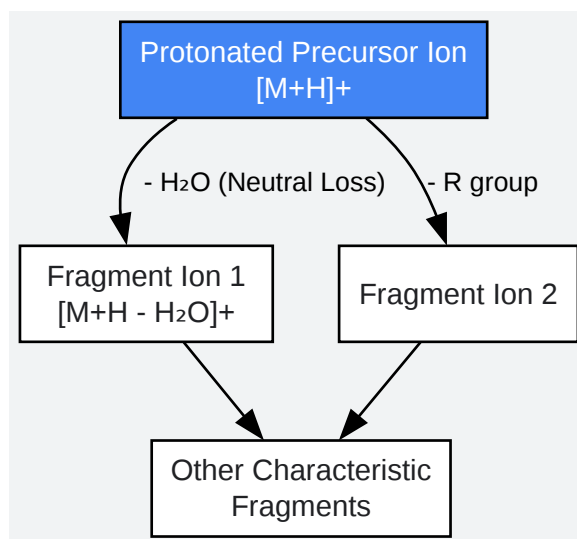 Protonated Precursor Ion
[M+H]+
- H₂O (Neutral Loss)
- R group
Fragment Ion 1
[M+H - H₂O]+
Fragment Ion 2
Other Characteristic
Fragments